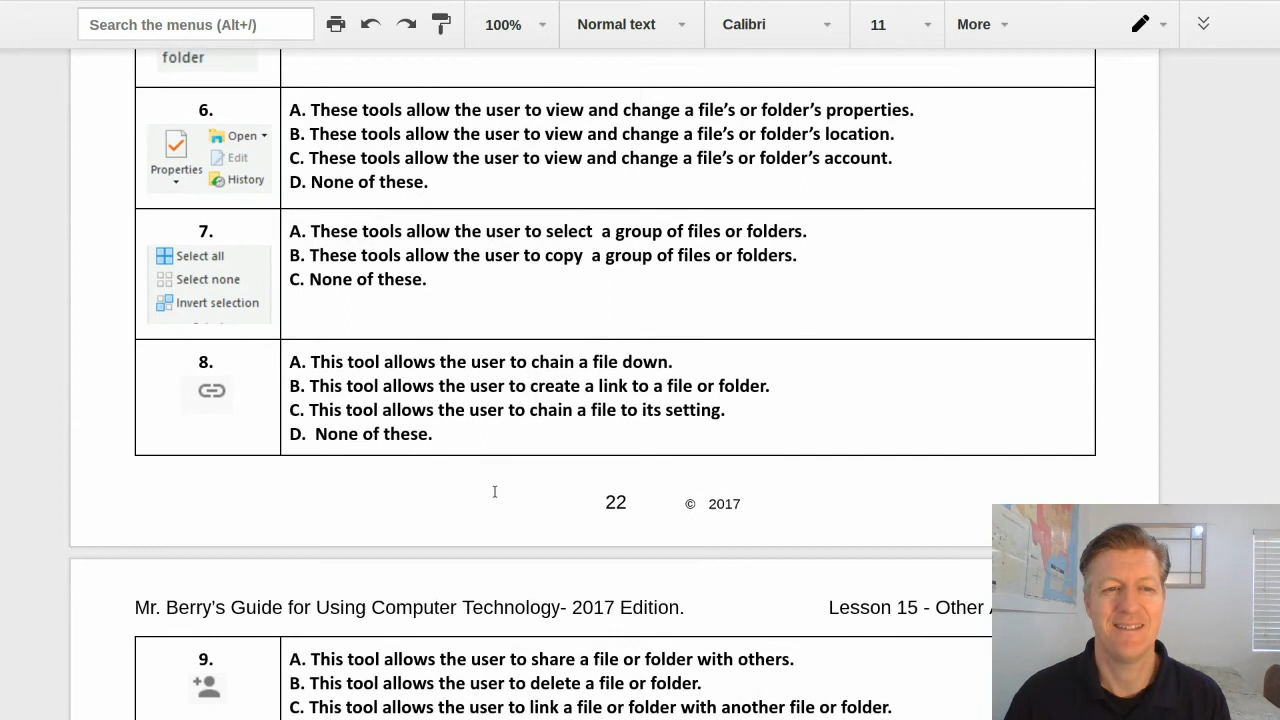 Search the menus (Alt+/)
100%
Normal text
Calibri
11
More
folder
6.
Properties
Open
Edit
History
A. These tools allow the user to view and change a file’s or folder’s properties.
B. These tools allow the user to view and change a file’s or folder’s location.
C. These tools allow the user to view and change a file’s or folder’s account.
D. None of these.
7.
Select all
Select none
Invert selection
A. These tools allow the user to select  a group of files or folders.
B. These tools allow the user to copy  a group of files or folders.
C. None of these.
8.
A. This tool allows the user to chain a file down.
B. This tool allows the user to create a link to a file or folder.
C. This tool allows the user to chain a file to its setting.
D.  None of these.
22 © 2017
Mr. Berry’s Guide for Using Computer Technology- 2017 Edition. Lesson 15 - Other
9.
A. This tool allows the user to share a file or folder with others.
B. This tool allows the user to delete a file or folder.
C. This tool allows the user to link a file or folder with another file or folder.